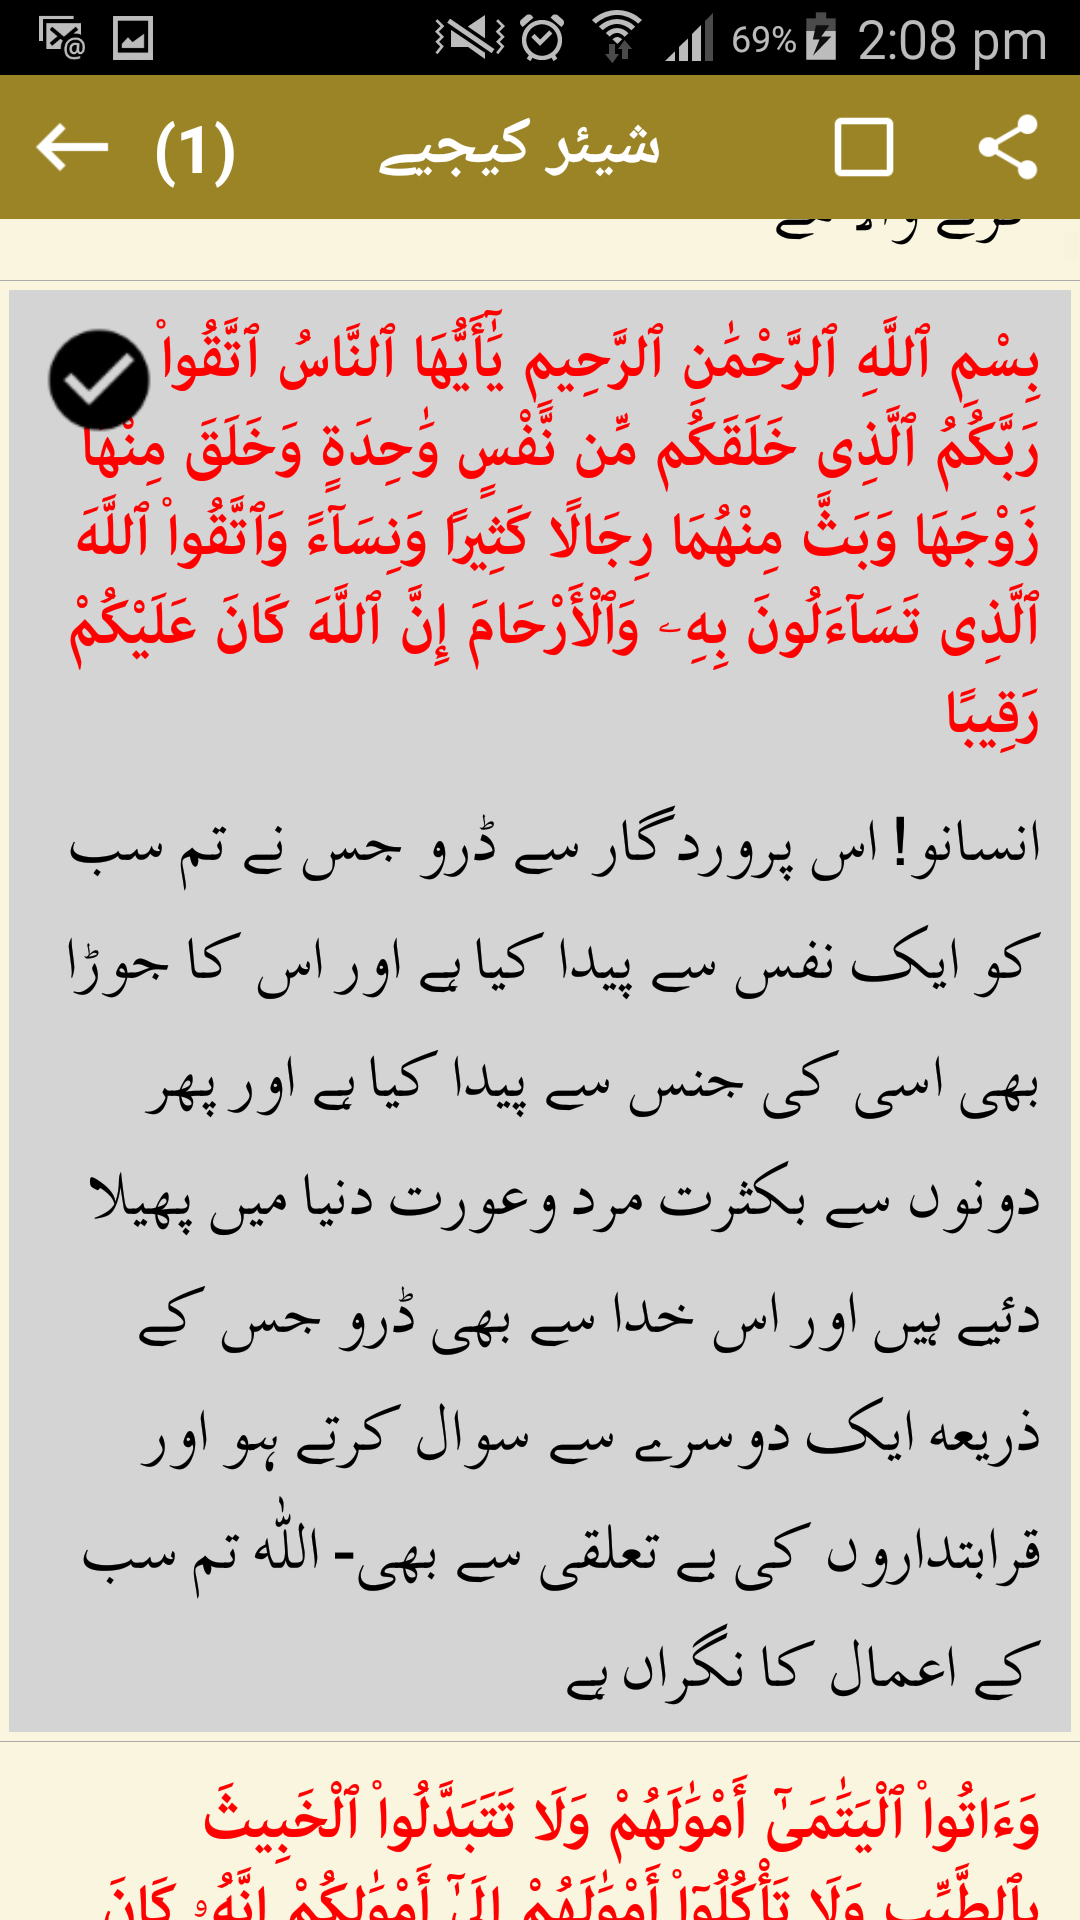 69% 2:08 pm
(1) شیئر کیجیے
بِسْمِ ٱللَّهِ ٱلرَّحْمَٰنِ ٱلرَّحِيمِ يَٰٓأَيُّهَا ٱلنَّاسُ ٱتَّقُوا۟
رَبَّكُمُ ٱلَّذِى خَلَقَكُم مِّن نَّفْسٍ وَٰحِدَةٍ وَخَلَقَ مِنْهَا
زَوْجَهَا وَبَثَّ مِنْهُمَا رِجَالًا كَثِيرًا وَنِسَآءً وَٱتَّقُوا۟ ٱللَّهَ
ٱلَّذِى تَسَآءَلُونَ بِهِۦ وَٱلْأَرْحَامَ إِنَّ ٱللَّهَ كَانَ عَلَيْكُمْ
رَقِيبًا
انسانو! اس پروردگار سے ڈرو جس نے تم سب
کو ایک نفس سے پیدا کیا ہے اور اس کا جوڑا
بھی اسی کی جنس سے پیدا کیا ہے اور پھر
دونوں سے بکثرت مرد وعورت دنیا میں پھیلا
دئیے ہیں اور اس خدا سے بھی ڈرو جس کے
ذریعہ ایک دوسرے سے سوال کرتے ہو اور
قرابتداروں کی بے تعلقی سے بھی- اللہ تم سب
کے اعمال کا نگراں ہے
وَءَاتُوا۟ ٱلْيَتَٰمَىٰٓ أَمْوَٰلَهُمْ وَلَا تَتَبَدَّلُوا۟ ٱلْخَبِيثَ
بِٱلطَّيِّبِ وَلَا تَأْكُلُوٓا۟ أَمْوَٰلَهُمْ إِلَىٰٓ أَمْوَٰلِكُمْ إِنَّهُۥ كَانَ